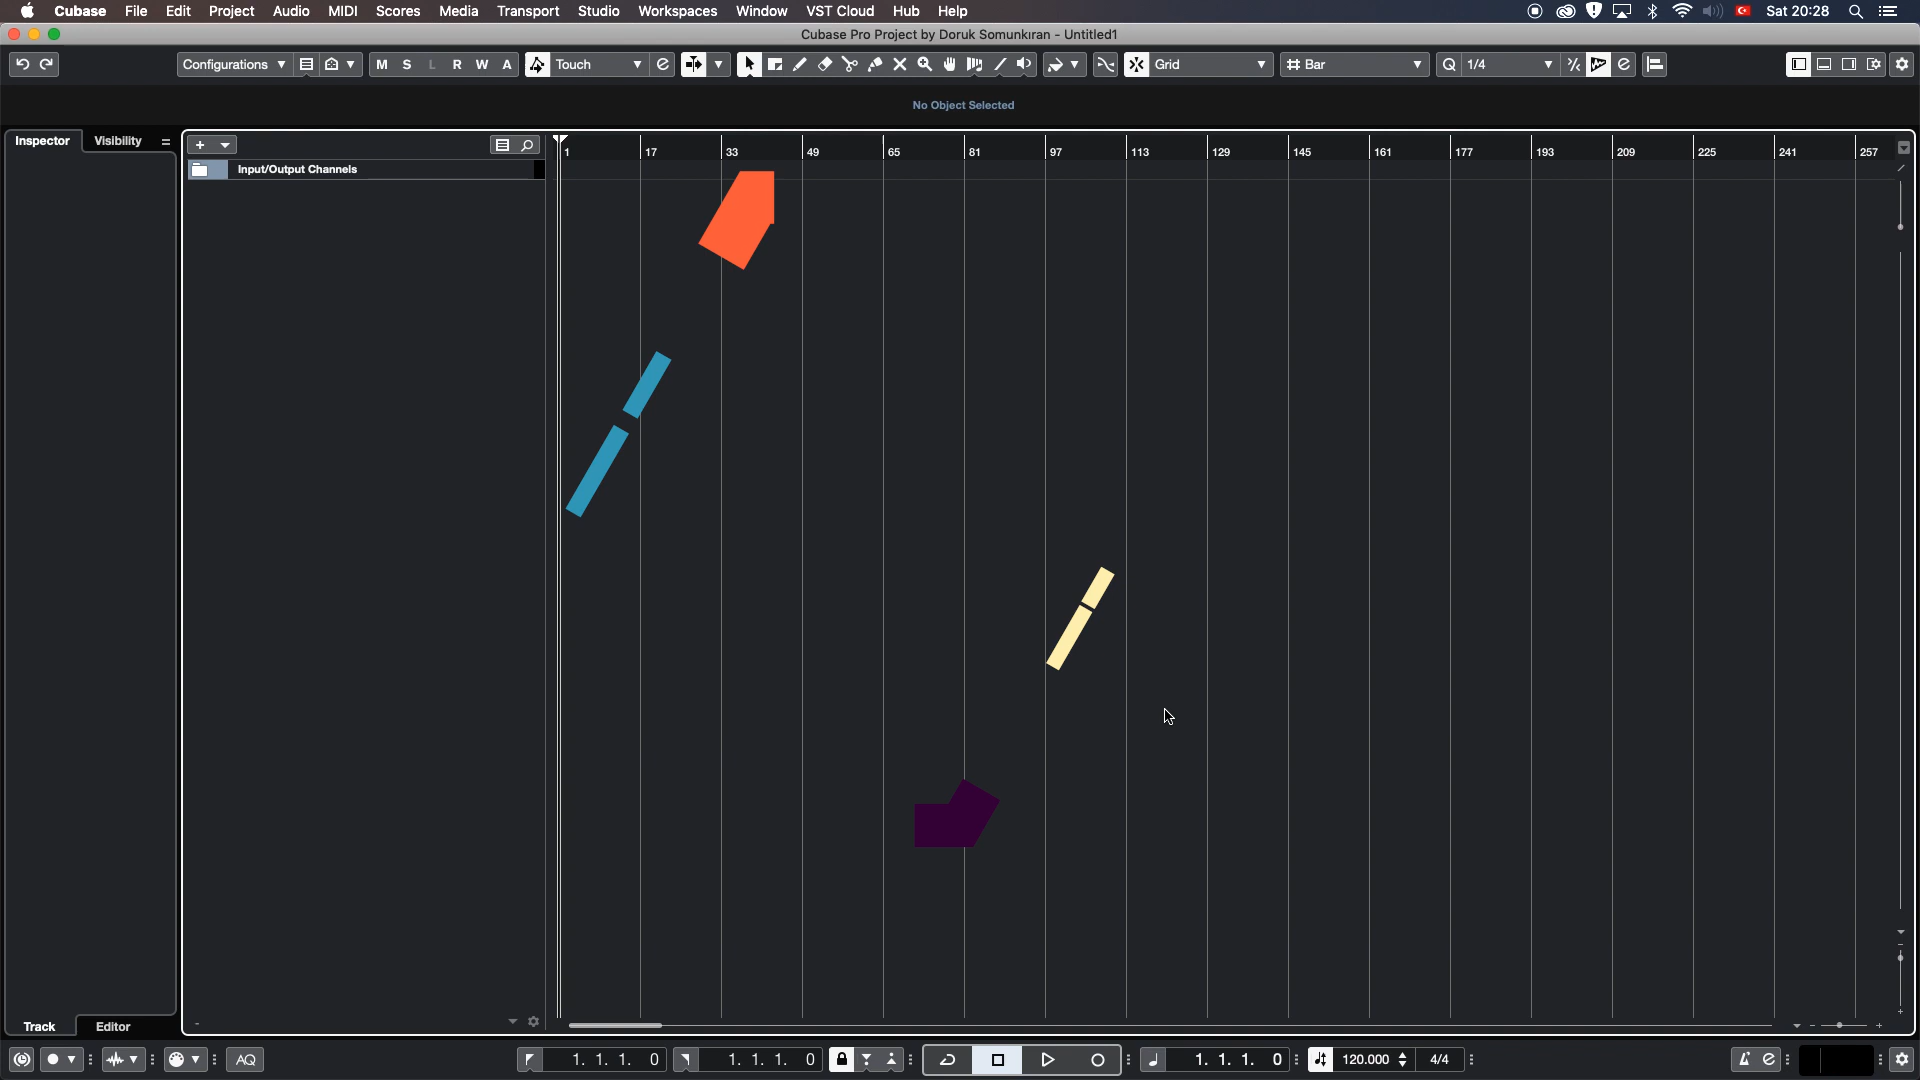 Cubase File Edit Project Audio MIDI Scores Media Transport Studio Workspaces Window VST Cloud Hub Help Sat 20:28
Cubase Pro Project by Doruk Somunkıran - Untitled1
Configurations M S L R W A Touch e Grid Bar Q 1/4 e
No Object Selected
Inspector Visibility + 1 17 33 49 65 81 97 113 129 145 161 177 193 209 225 241 257
Input/Output Channels
Track Editor
AQ 1. 1. 1. 0 1. 1. 1. 0 1. 1. 1. 0 120.000 4/4 e